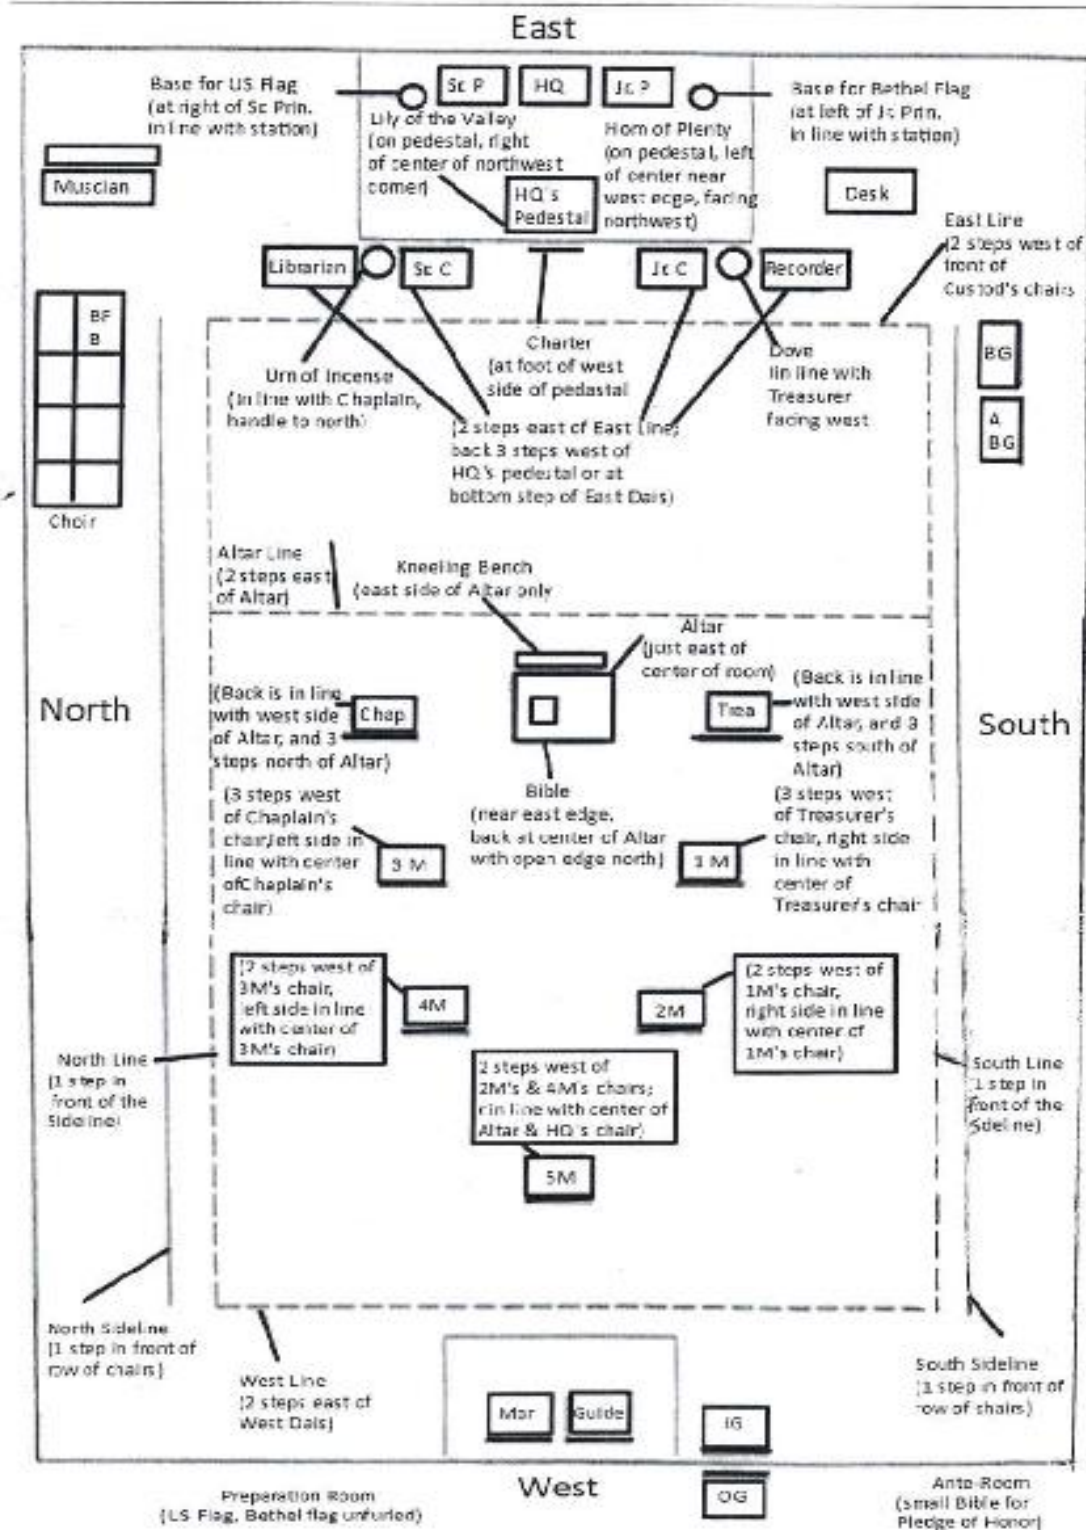 East
Base for US Flag
(at right of Sr Prin.
in line with station)
Sr P
HQ
Jr P
Base for Bethel Flag
(at left of Jr Prin.
in line with station)
Lily of the Valley
(on pedestal, right
of center of northwest
corner)
Horn of Plenty
(on pedestal, left
of center near
west edge, facing
northwest)
Muscian
HQ's
Pedestal
Desk
East Line
(2 steps west of
front of
Custod's chairs
Librarian
Sr C
Jr C
Recorder
BF
B
BG
A
BG
Choir
Urn of Incense
(in line with Chaplain,
handle to north)
Charter
(at foot of west
side of pedastal
Dove
(in line with
Treasurer
facing west
(2 steps east of East Line;
back 3 steps west of
HQ's pedestal or at
bottom step of East Dais)
Altar Line
(2 steps east
of Altar)
Kneeling Bench
(east side of Altar only
Altar
(just east of
center of room)
North
South
(Back is in line
with west side
of Altar, and 3
steps north of Altar)
Chap
Trea
(Back is in line
with west side
of Altar, and 3
steps south of
Altar)
Bible
(near east edge,
back at center of Altar
with open edge north)
(3 steps west
of Chaplain's
chair,left side in
line with center
ofChaplain's
chair)
3 M
1 M
(3 steps west
of Treasurer's
chair, right side
in line with
center of
Treasurer's chair
(2 steps west of
3M's chair,
left side in line
with center of
3M's chair)
4M
2M
(2 steps west of
1M's chair,
right side in line
with center of
1M's chair)
2 steps west of
2M's & 4M's chairs;
in line with center of
Altar & HQ's chair)
5M
North Line
(1 step in
front of the
Sideline)
South Line
1 step in
front of the
Sideline)
North Sideline
(1 step in front of
row of chairs)
West Line
(2 steps east of
West Dais)
South Sideline
(1 step in front of
row of chairs)
Mar
Guide
IG
West
OG
Preparation Room
(US Flag, Bethel flag unfurled)
Ante-Room
(small Bible for
Pledge of Honor)